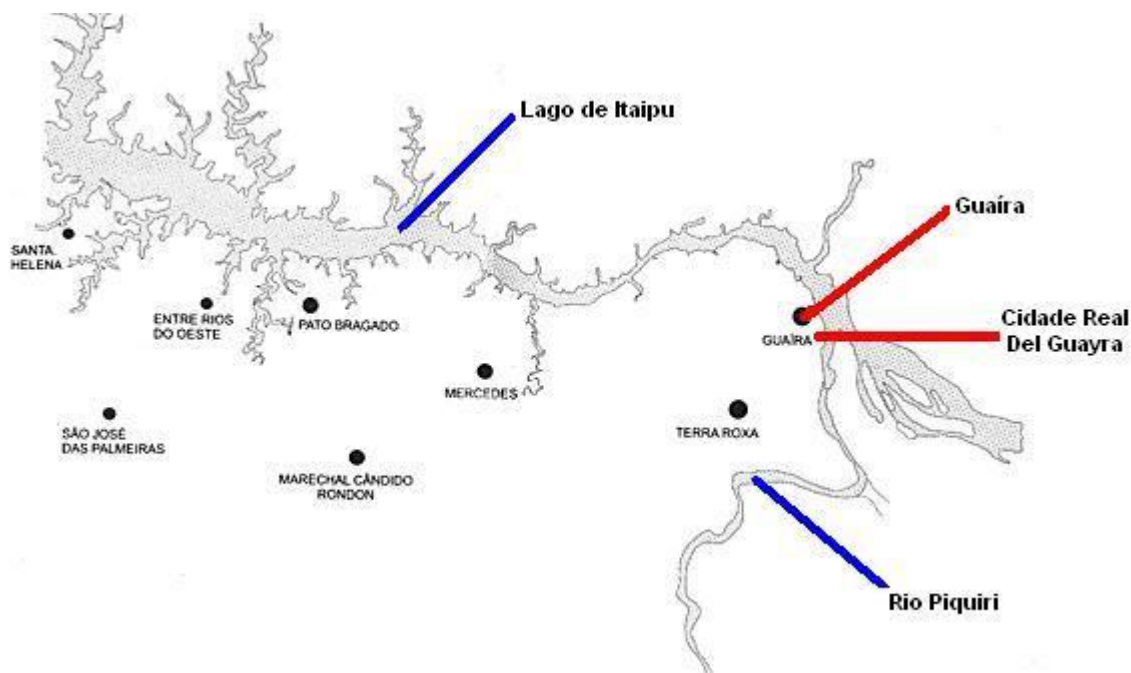 Lago de Itaipu
Guaíra
SANTA.
HELENA
ENTRE RIOS
DO OESTE
PATO BRAGADO
GUAÍRA
Cidade Real
Del Guayra
MERCEDES
SÃO JOSÉ
DAS PALMEIRAS
TERRA ROXA
MARECHAL CÂNDIDO
RONDON
Rio Piquiri